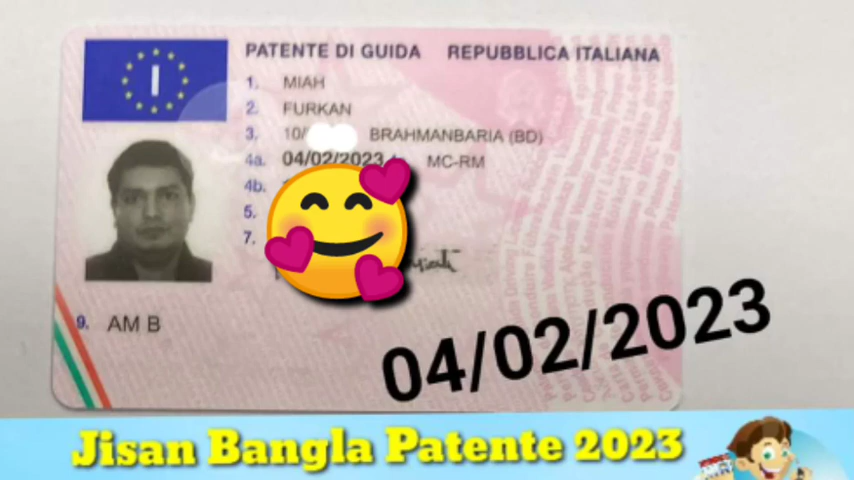 I
PATENTE DI GUIDA REPUBBLICA ITALIANA
1. MIAH
2. FURKAN
3. 10/ BRAHMANBARIA (BD)
4a. 04/02/2023 MC-RM
4b.
5.
7.
9. AM B
04/02/2023
Jisan Bangla Patente 2023